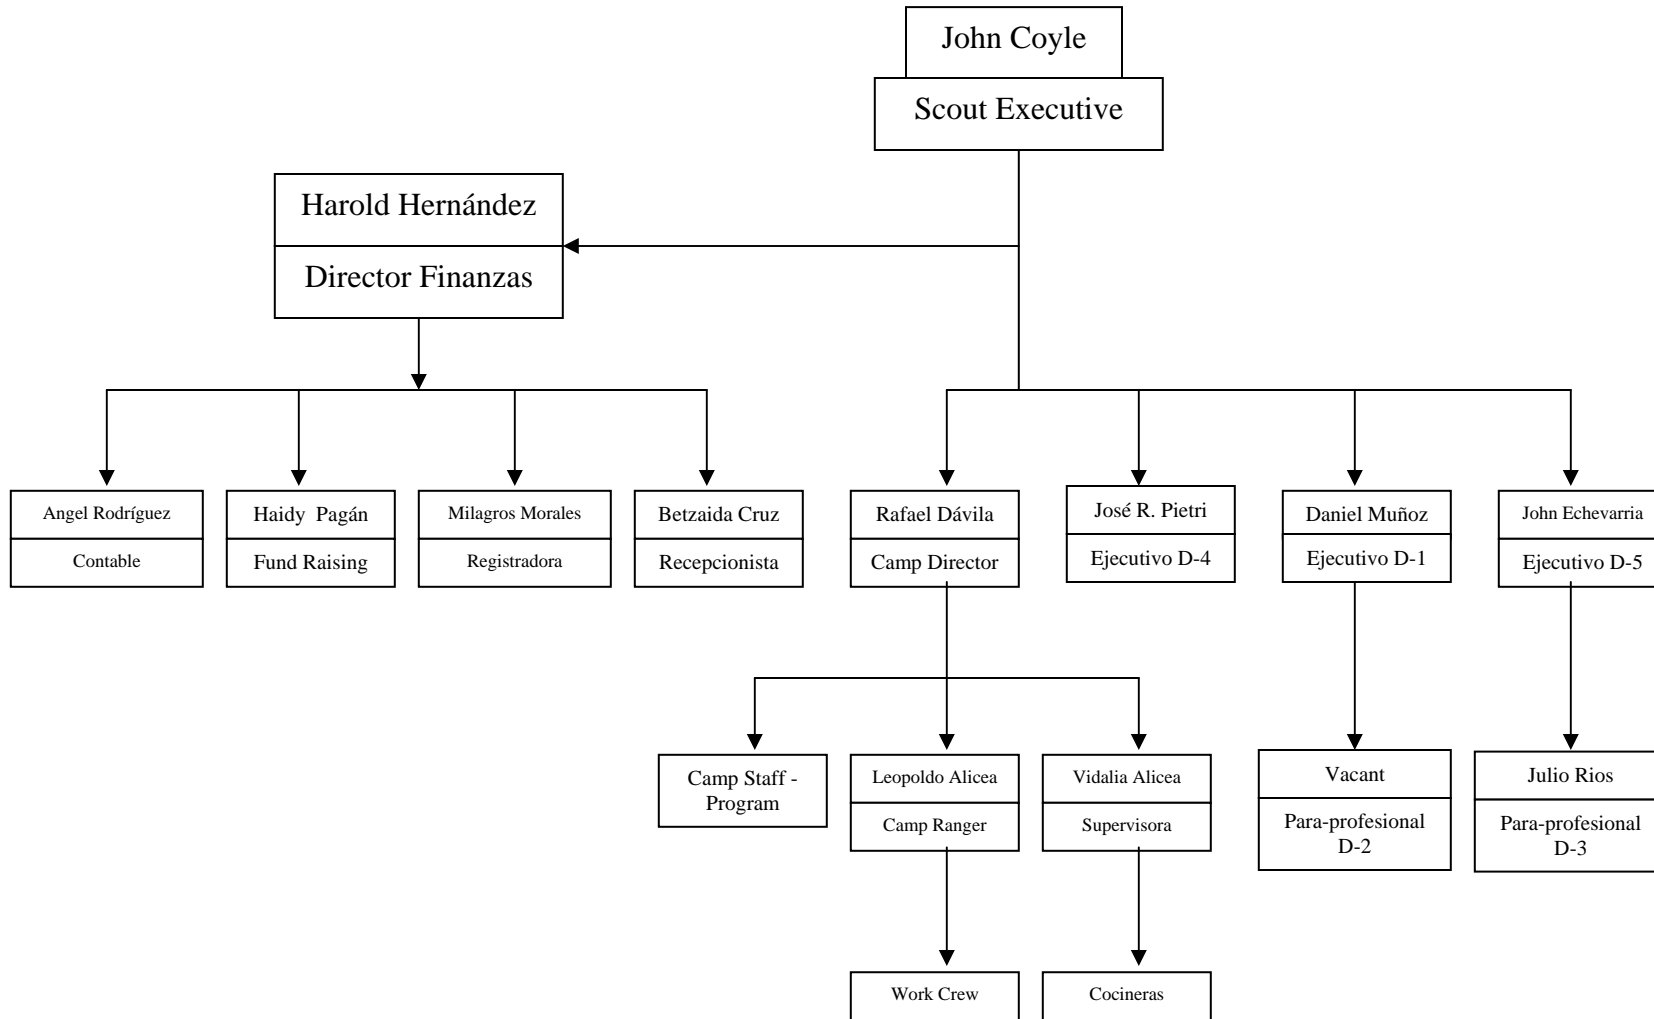 John Coyle
Scout Executive
Harold Hernández
Director Finanzas
Angel Rodríguez
Contable
Haidy Pagán
Fund Raising
Milagros Morales
Registradora
Betzaida Cruz
Recepcionista
Rafael Dávila
Camp Director
José R. Pietri
Ejecutivo D-4
Daniel Muñoz
Ejecutivo D-1
John Echevarria
Ejecutivo D-5
Camp Staff -
Program
Leopoldo Alicea
Camp Ranger
Vidalia Alicea
Supervisora
Vacant
Para-profesional
D-2
Julio Rios
Para-profesional
D-3
Work Crew
Cocineras